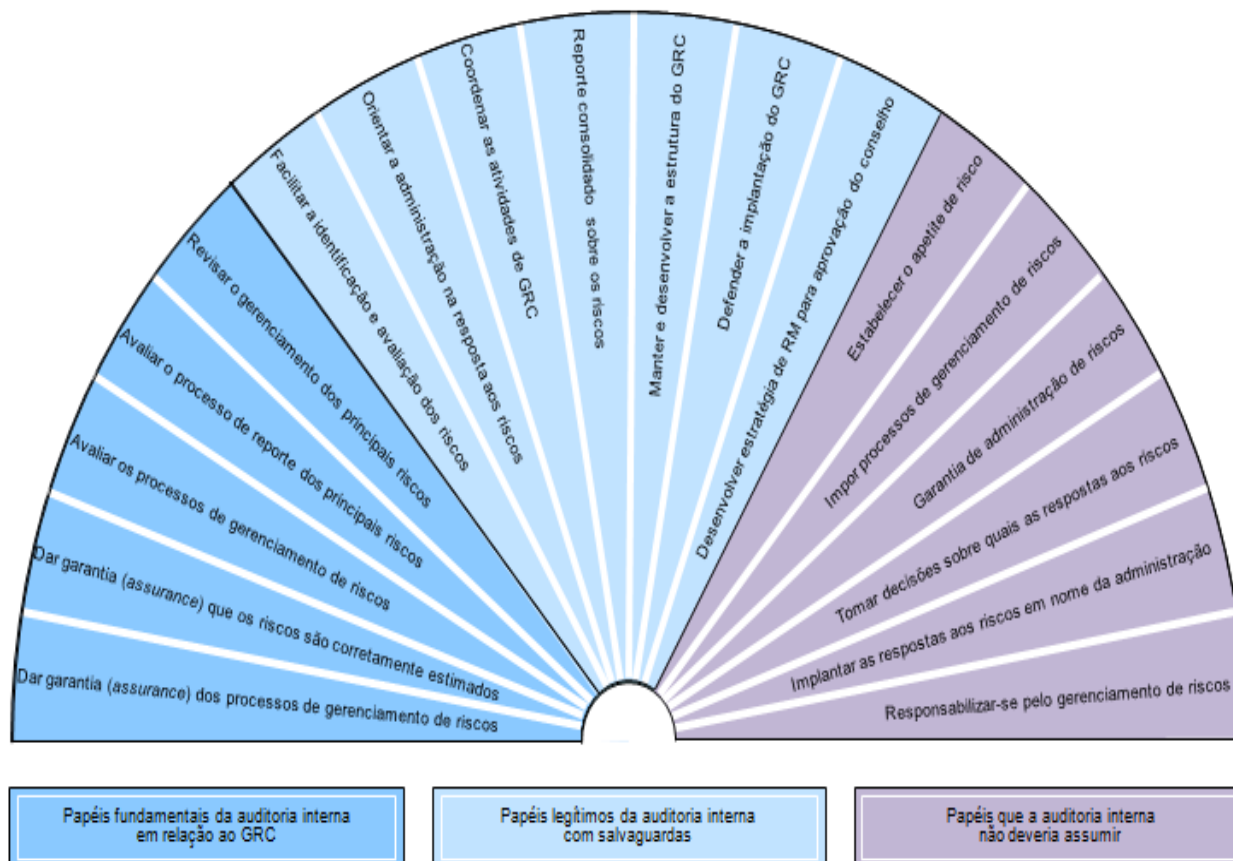 Dar garantia (assurance) dos processos de gerenciamento de riscos
Dar garantia (assurance) que os riscos são corretamente estimados
Avaliar os processos de gerenciamento de riscos
Avaliar o processo de reporte dos principais riscos
Revisar o gerenciamento dos principais riscos
Facilitar a identificação e avaliação dos riscos
Orientar a administração na resposta aos riscos
Coordenar as atividades de GRC
Reporte consolidado sobre os riscos
Manter e desenvolver a estrutura do GRC
Defender a implantação do GRC
Desenvolver estratégia de RM para aprovação do conselho
Estabelecer o apetite de risco
Impor processos de gerenciamento de riscos
Garantia de administração de riscos
Tomar decisões sobre quais as respostas aos riscos
Implantar as respostas aos riscos em nome da administração
Responsabilizar-se pelo gerenciamento de riscos
Papéis fundamentais da auditoria interna
em relação ao GRC
Papéis legítimos da auditoria interna
com salvaguardas
Papéis que a auditoria interna
não deveria assumir